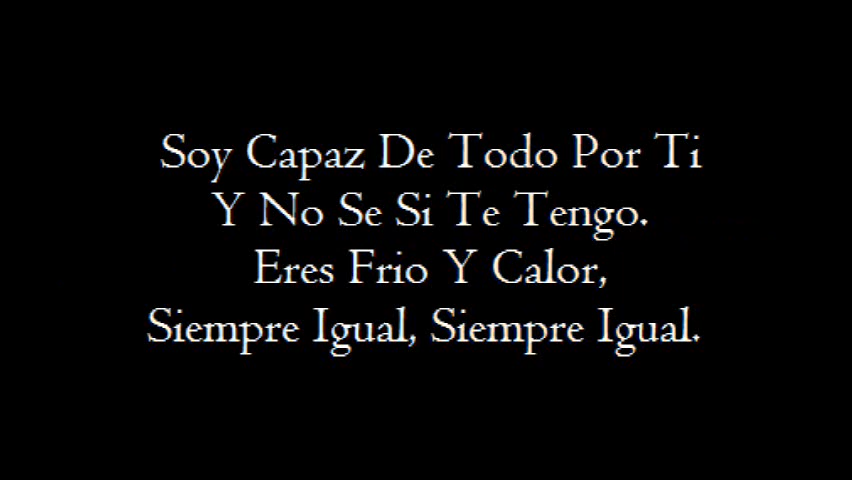 Soy Capaz De Todo Por Ti
Y No Se Si Te Tengo.
Eres Frio Y Calor,
Siempre Igual, Siempre Igual.